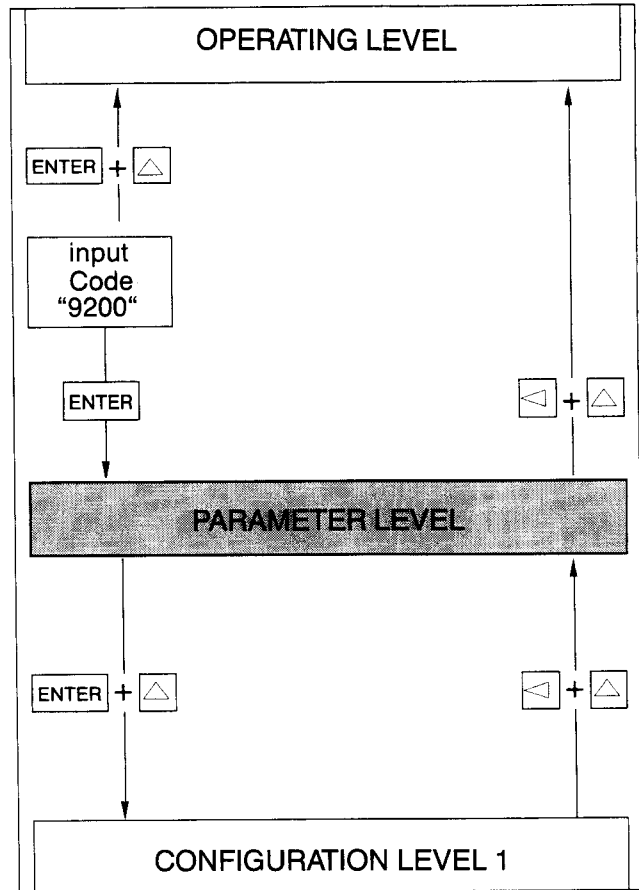 OPERATING LEVEL
ENTER +
input
Code
"9200"
ENTER
+
PARAMETER LEVEL
ENTER +
+
CONFIGURATION LEVEL 1